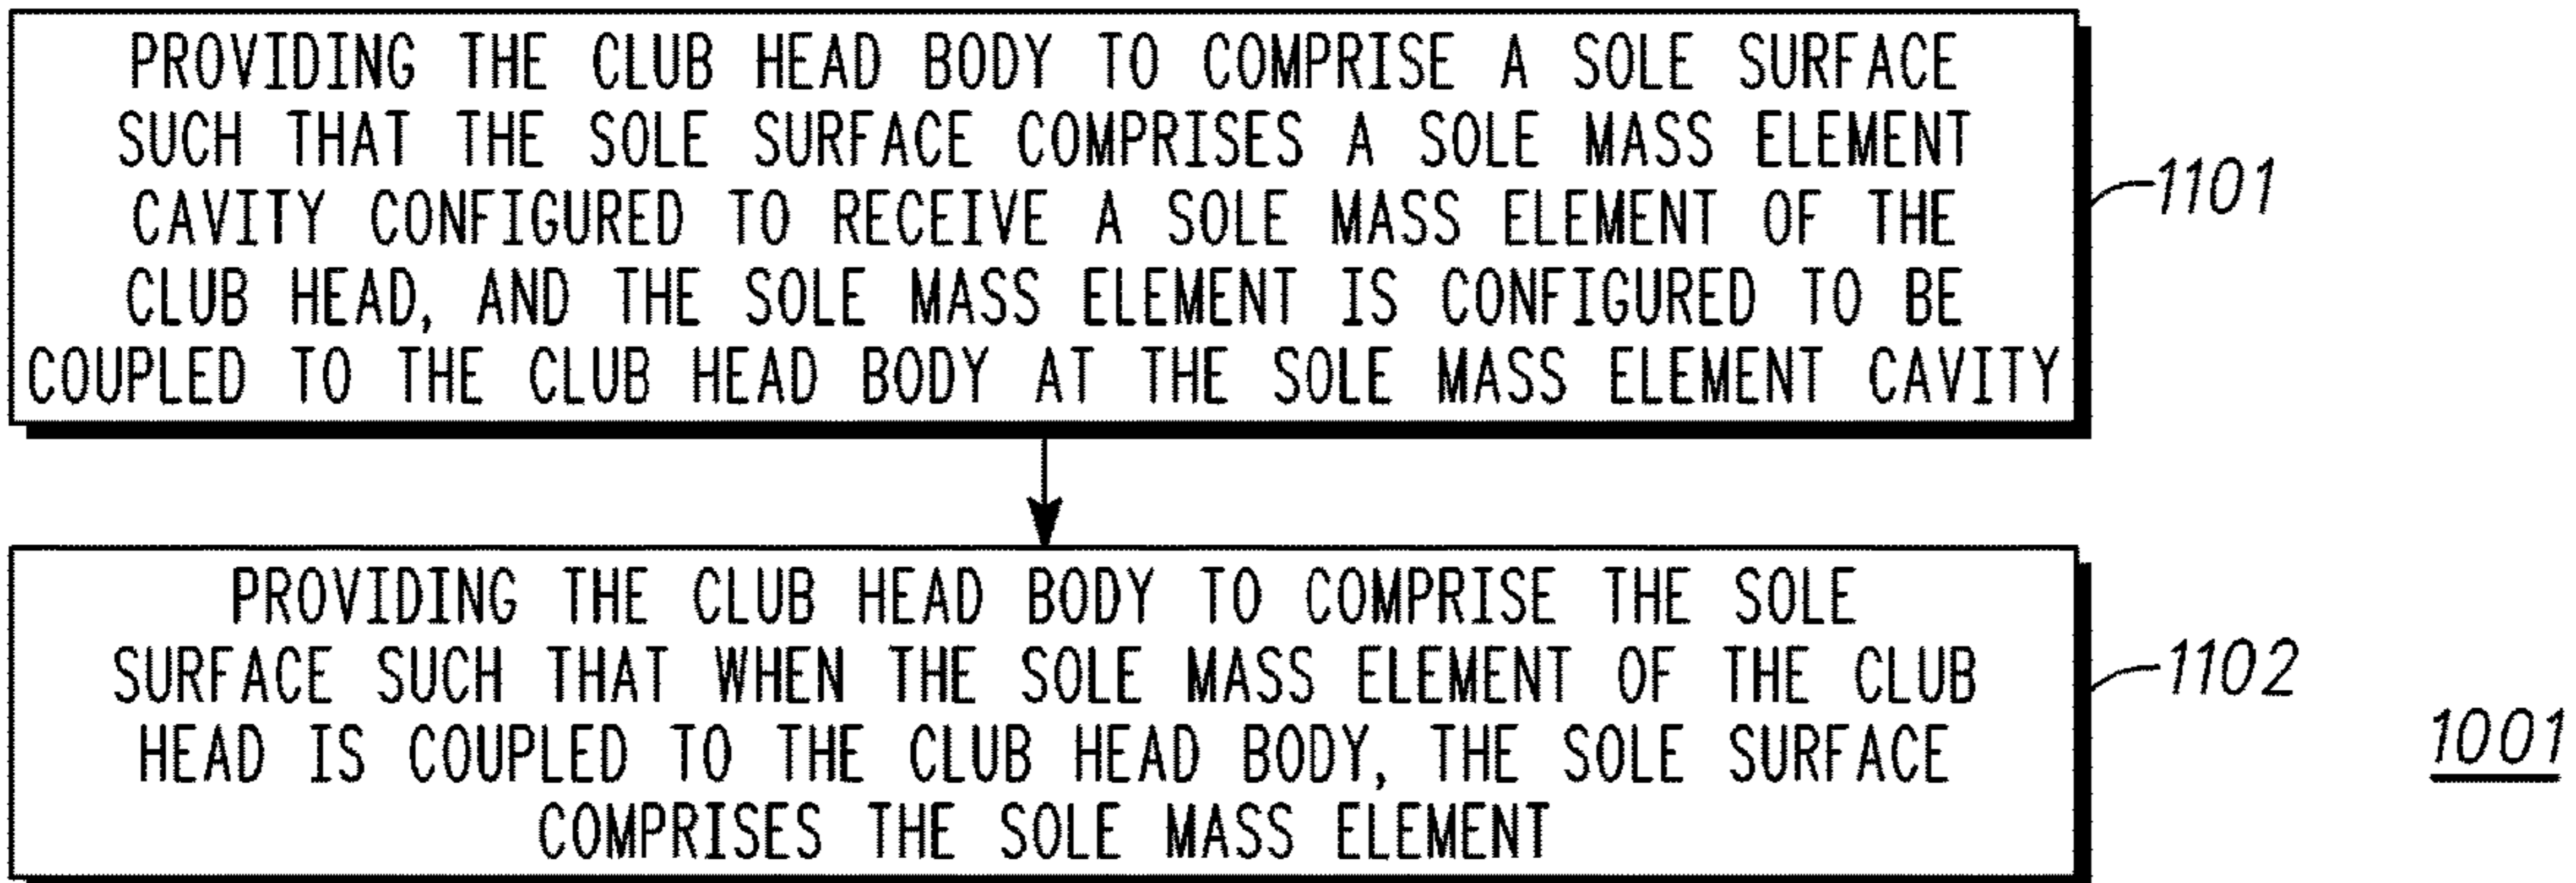 PROVIDING THE CLUB HEAD BODY TO COMPRISE A SOLE SURFACE
SUCH THAT THE SOLE SURFACE COMPRISES A SOLE MASS ELEMENT
CAVITY CONFIGURED TO RECEIVE A SOLE MASS ELEMENT OF THE
CLUB HEAD, AND THE SOLE MASS ELEMENT IS CONFIGURED TO BE
COUPLED TO THE CLUB HEAD BODY AT THE SOLE MASS ELEMENT CAVITY
1101
PROVIDING THE CLUB HEAD BODY TO COMPRISE THE SOLE
SURFACE SUCH THAT WHEN THE SOLE MASS ELEMENT OF THE CLUB
HEAD IS COUPLED TO THE CLUB HEAD BODY, THE SOLE SURFACE
COMPRISES THE SOLE MASS ELEMENT
1102
1001